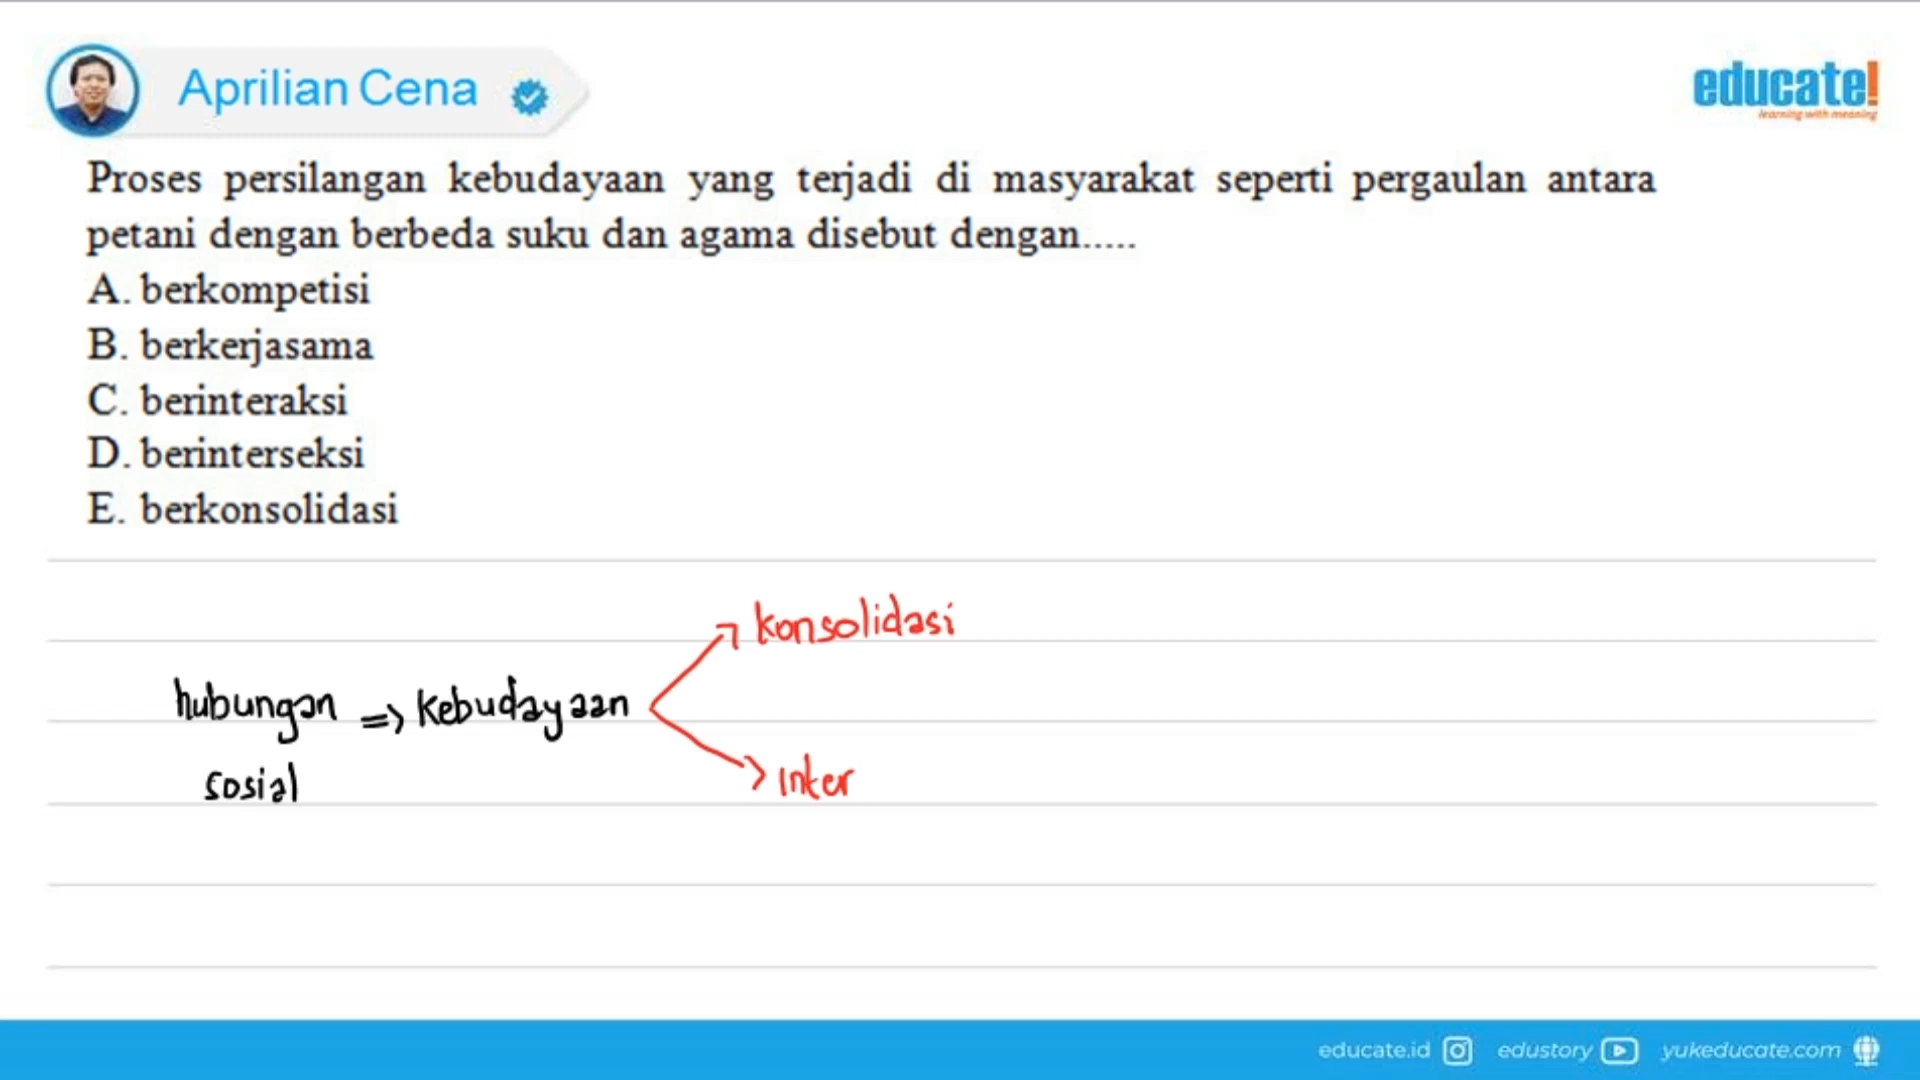 Aprilian Cena
educate!
learning with meaning
Proses persilangan kebudayaan yang terjadi di masyarakat seperti pergaulan antara
petani dengan berbeda suku dan agama disebut dengan.....
A. berkompetisi
B. berkerjasama
C. berinteraksi
D. berinterseksi
E. berkonsolidasi
konsolidasi
hubungan => kebudayaan
sosial
inter
educate.id edustory yukeducate.com